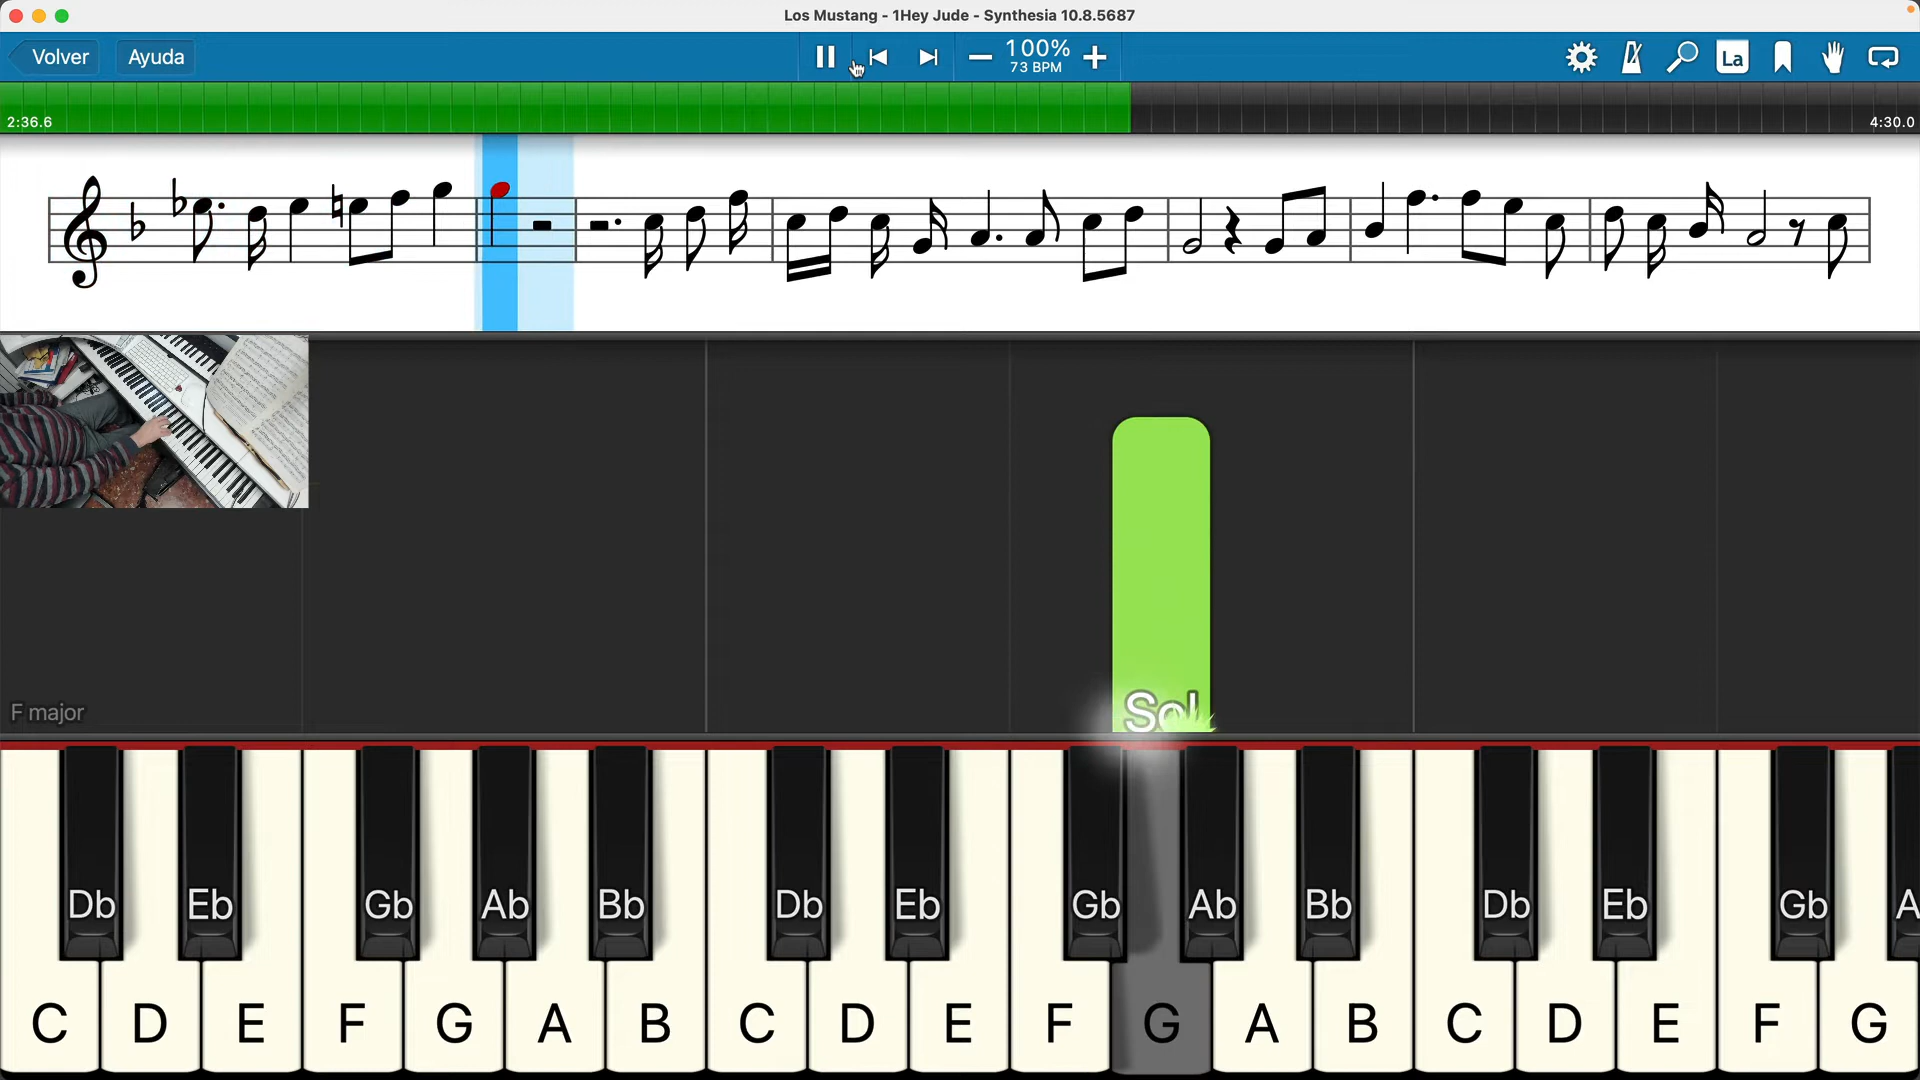 Los Mustang - 1Hey Jude - Synthesia 10.8.5687
Volver
Ayuda
100%
73 BPM
La
2:36.6
4:30.0
Sol
F major
Db Eb Gb Ab Bb Db Eb Gb Ab Bb Db Eb Gb A
C D E F G A B C D E F G A B C D E F G